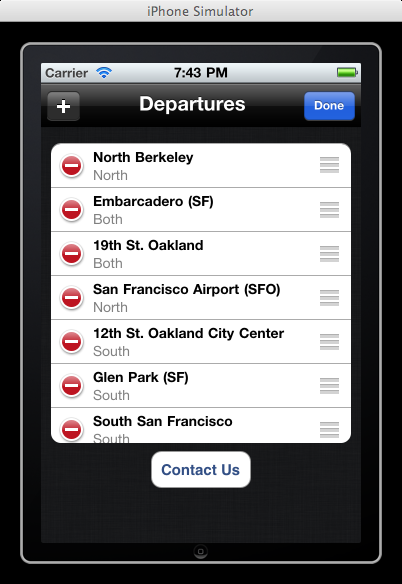 iPhone Simulator
Carrier 7:43 PM
+ Departures Done
North Berkeley
North
Embarcadero (SF)
Both
19th St. Oakland
Both
San Francisco Airport (SFO)
North
12th St. Oakland City Center
South
Glen Park (SF)
South
South San Francisco
South
Contact Us